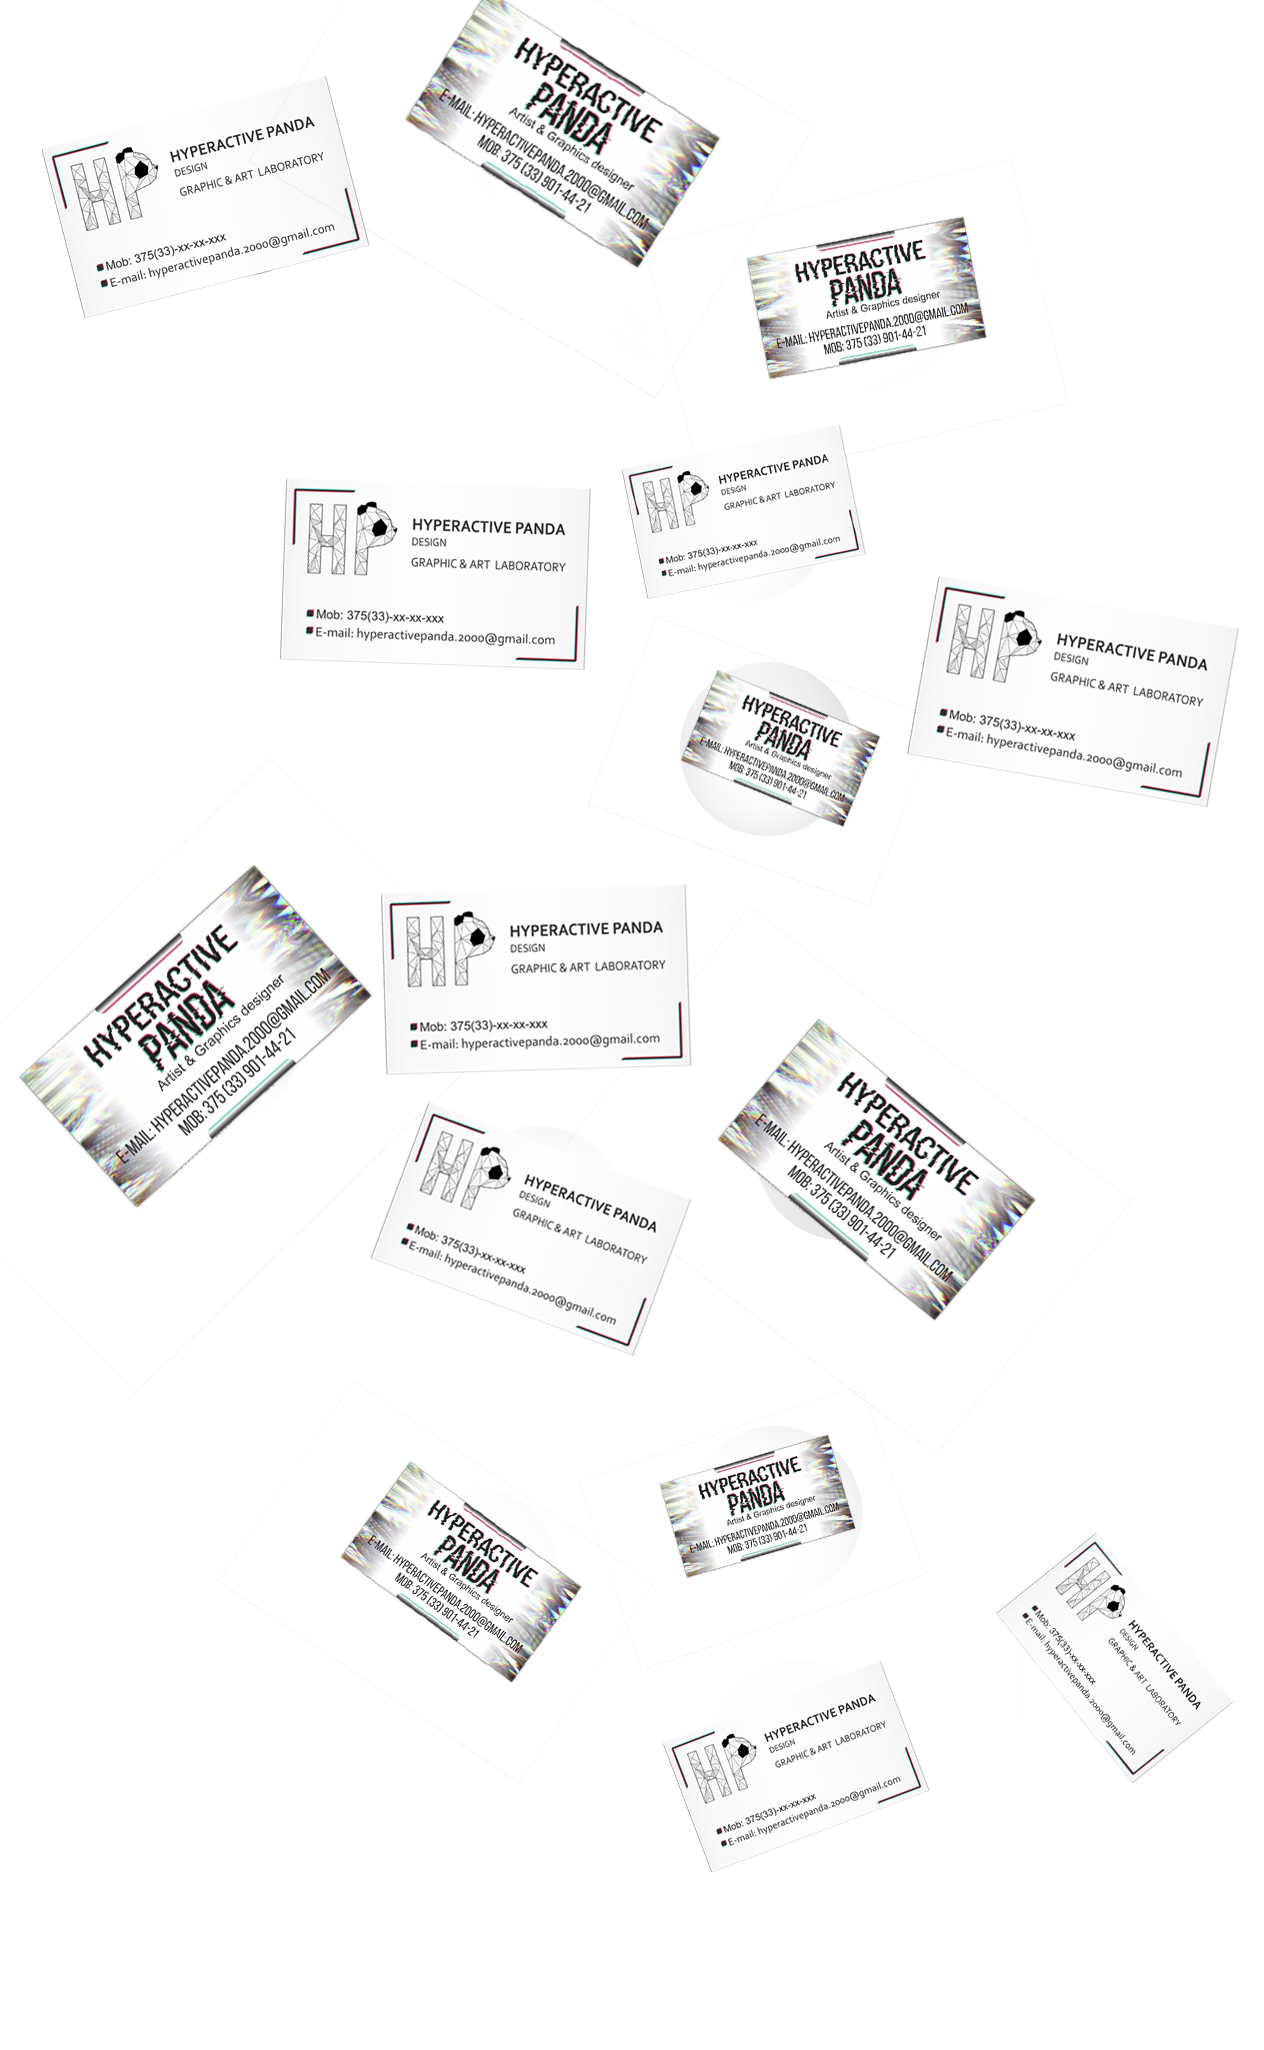 HP
HYPERACTIVE PANDA
DESIGN
GRAPHIC & ART LABORATORY
Mob: 375(33)-xx-xx-xxx
E-mail: hyperactivepanda.2000@gmail.com
HYPERACTIVE
PANDA
Artist & Graphics designer
E-MAIL: HYPERACTIVEPANDA.2000@GMAIL.COM
MOB: 375 (33) 901-44-21
HYPERACTIVE
PANDA
Artist & Graphics designer
E-MAIL: HYPERACTIVEPANDA.2000@GMAIL.COM
MOB: 375 (33) 901-44-21
HP
HYPERACTIVE PANDA
DESIGN
GRAPHIC & ART LABORATORY
Mob: 375(33)-xx-xx-xxx
E-mail: hyperactivepanda.2000@gmail.com
HP
HYPERACTIVE PANDA
DESIGN
GRAPHIC & ART LABORATORY
Mob: 375(33)-xx-xx-xxx
E-mail: hyperactivepanda.2000@gmail.com
HP
HYPERACTIVE PANDA
DESIGN
GRAPHIC & ART LABORATORY
Mob: 375(33)-xx-xx-xxx
E-mail: hyperactivepanda.2000@gmail.com
HYPERACTIVE
PANDA
Artist & Graphics designer
E-MAIL: HYPERACTIVEPANDA.2000@GMAIL.COM
MOB: 375 (33) 901-44-21
HYPERACTIVE
PANDA
Artist & Graphics designer
E-MAIL: HYPERACTIVEPANDA.2000@GMAIL.COM
MOB: 375 (33) 901-44-21
HP
HYPERACTIVE PANDA
DESIGN
GRAPHIC & ART LABORATORY
Mob: 375(33)-xx-xx-xxx
E-mail: hyperactivepanda.2000@gmail.com
HYPERACTIVE
PANDA
Artist & Graphics designer
E-MAIL: HYPERACTIVEPANDA.2000@GMAIL.COM
MOB: 375 (33) 901-44-21
HP
HYPERACTIVE PANDA
DESIGN
GRAPHIC & ART LABORATORY
Mob: 375(33)-xx-xx-xxx
E-mail: hyperactivepanda.2000@gmail.com
HYPERACTIVE
PANDA
Artist & Graphics designer
E-MAIL: HYPERACTIVEPANDA.2000@GMAIL.COM
MOB: 375 (33) 901-44-21
HYPERACTIVE
PANDA
Artist & Graphics designer
E-MAIL: HYPERACTIVEPANDA.2000@GMAIL.COM
MOB: 375 (33) 901-44-21
HP
HYPERACTIVE PANDA
DESIGN
GRAPHIC & ART LABORATORY
Mob: 375(33)-xx-xx-xxx
E-mail: hyperactivepanda.2000@gmail.com
HP
HYPERACTIVE PANDA
DESIGN
GRAPHIC & ART LABORATORY
Mob: 375(33)-xx-xx-xxx
E-mail: hyperactivepanda.2000@gmail.com